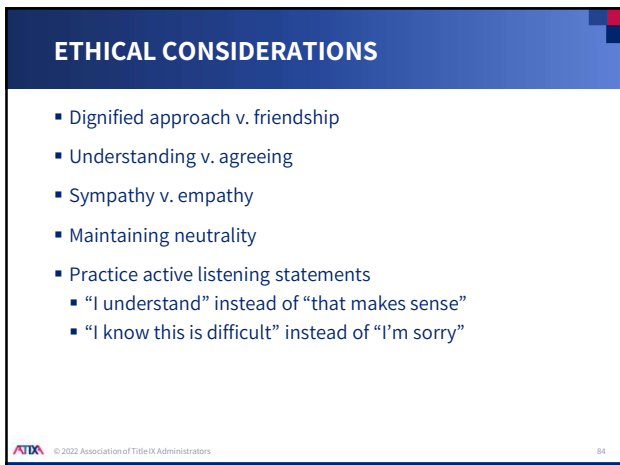 ETHICAL CONSIDERATIONS
▪ Dignified approach v. friendship
▪ Understanding v. agreeing
▪ Sympathy v. empathy
▪ Maintaining neutrality
▪ Practice active listening statements
▪ “I understand” instead of “that makes sense”
▪ “I know this is difficult” instead of “I’m sorry”
ATIXA © 2022 Association of Title IX Administrators 84